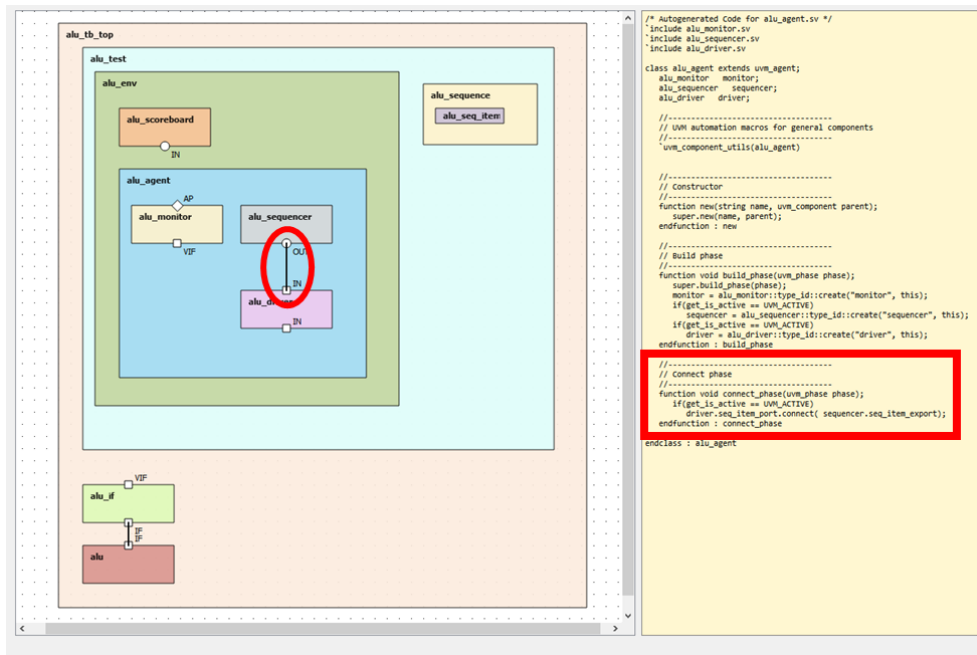 alu_tb_top
alu_test
alu_env
alu_scoreboard
IN
alu_sequence
alu_seq_item
alu_agent
AP
alu_monitor
VIF
alu_sequencer
OUT
IN
alu_driver
IN
VIF
alu_if
IF
IF
alu
/* Autogenerated Code for alu_agent.sv */
`include alu_monitor.sv
`include alu_sequencer.sv
`include alu_driver.sv
class alu_agent extends uvm_agent;
alu_monitor monitor;
alu_sequencer sequencer;
alu_driver driver;
//------------------------------------
// UVM automation macros for general components
//------------------------------------
`uvm_component_utils(alu_agent)
//------------------------------------
// Constructor
//------------------------------------
function new(string name, uvm_component parent);
super.new(name, parent);
endfunction : new
//------------------------------------
// Build phase
//------------------------------------
function void build_phase(uvm_phase phase);
super.build_phase(phase);
monitor = alu_monitor::type_id::create("monitor", this);
if(get_is_active == UVM_ACTIVE)
sequencer = alu_sequencer::type_id::create("sequencer", this);
if(get_is_active == UVM_ACTIVE)
driver = alu_driver::type_id::create("driver", this);
endfunction : build_phase
//------------------------------------
// Connect phase
//------------------------------------
function void connect_phase(uvm_phase phase);
if(get_is_active == UVM_ACTIVE)
driver.seq_item_port.connect( sequencer.seq_item_export);
endfunction : connect_phase
endclass : alu_agent